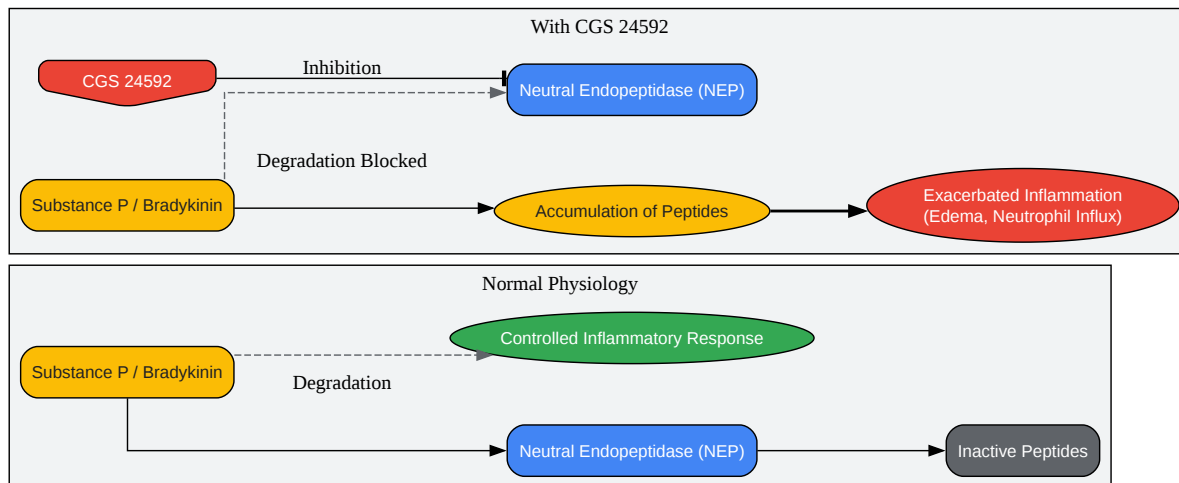 With CGS 24592
CGS 24592
Inhibition
Neutral Endopeptidase (NEP)
Degradation Blocked
Substance P / Bradykinin
Accumulation of Peptides
Exacerbated Inflammation
(Edema, Neutrophil Influx)
Normal Physiology
Controlled Inflammatory Response
Substance P / Bradykinin
Degradation
Neutral Endopeptidase (NEP)
Inactive Peptides